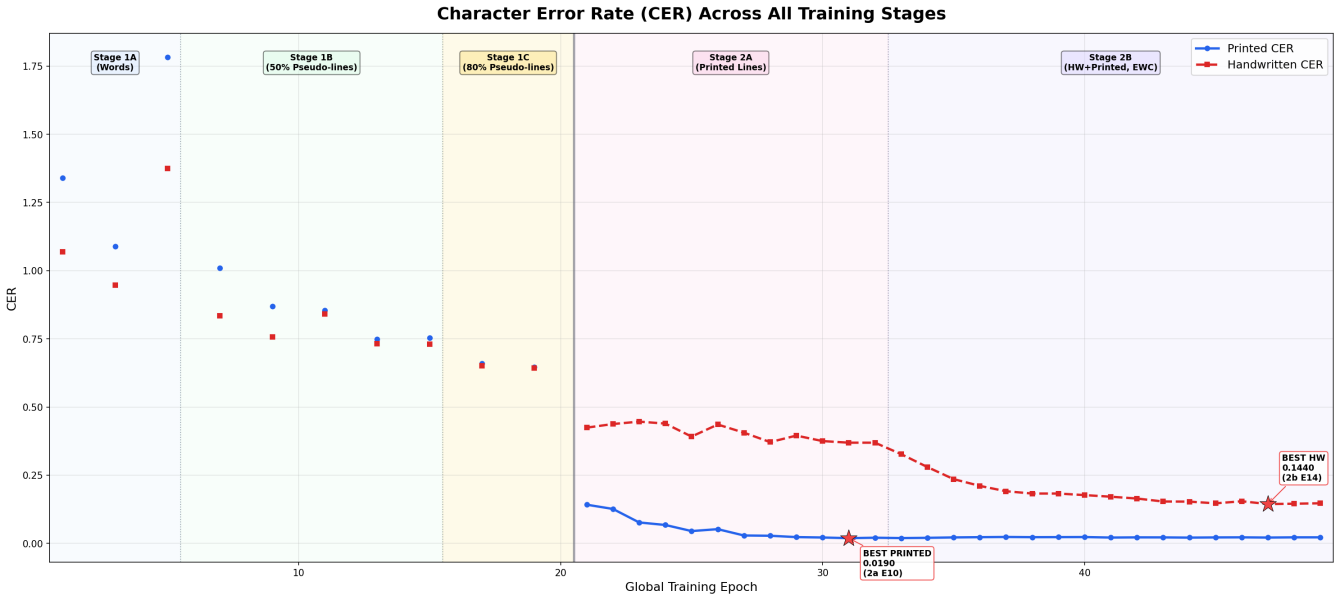 Character Error Rate (CER) Across All Training Stages
Stage 1A
(Words)
Stage 1B
(50% Pseudo-lines)
Stage 1C
(80% Pseudo-lines)
Stage 2A
(Printed Lines)
Stage 2B
(HW+Printed, EWC)
Printed CER
Handwritten CER
CER
1.75
1.50
1.25
1.00
0.75
0.50
0.25
0.00
BEST HW
0.1440
(2b E14)
BEST PRINTED
0.0190
(2a E10)
10
20
30
40
Global Training Epoch